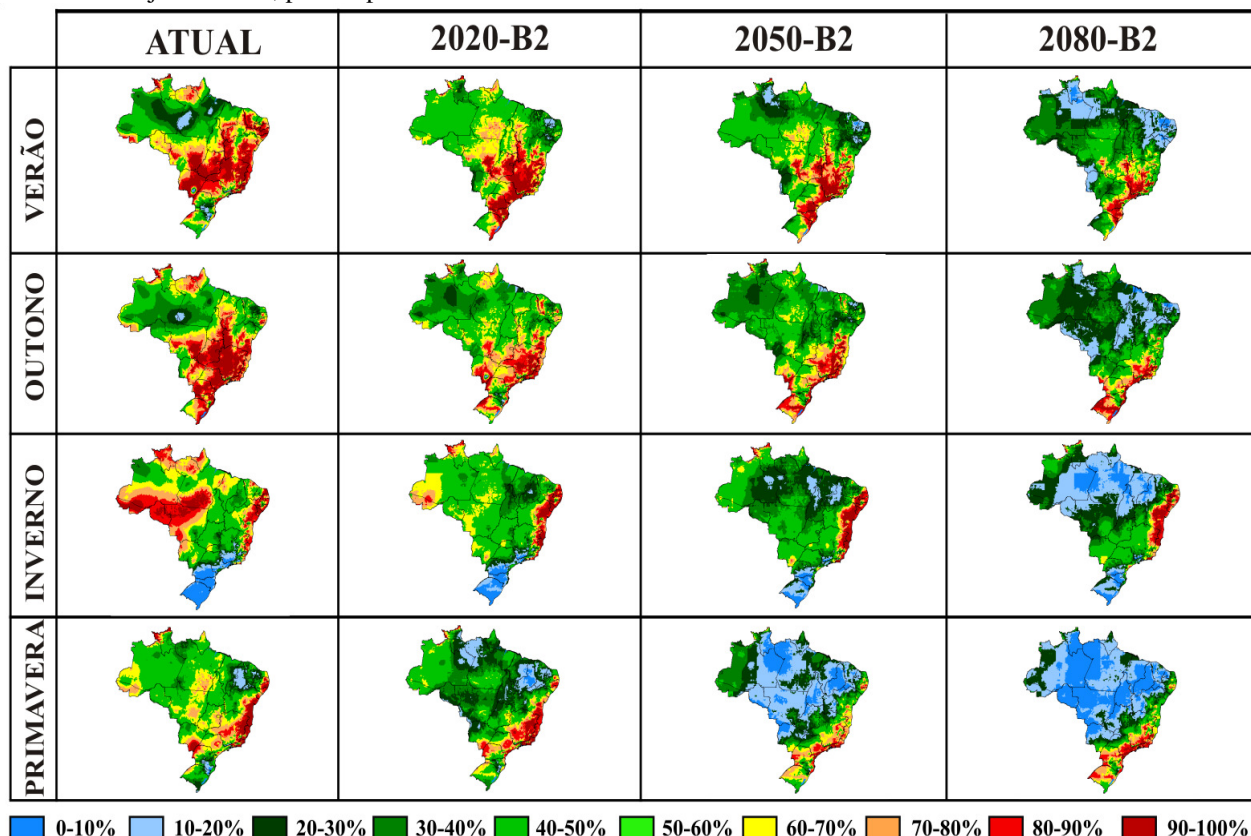 ATUAL 2020-B2 2050-B2 2080-B2
VERÃO
OUTONO
INVERNO
PRIMAVERA
0-10% 10-20% 20-30% 30-40% 40-50% 50-60% 60-70% 70-80% 80-90% 90-100%